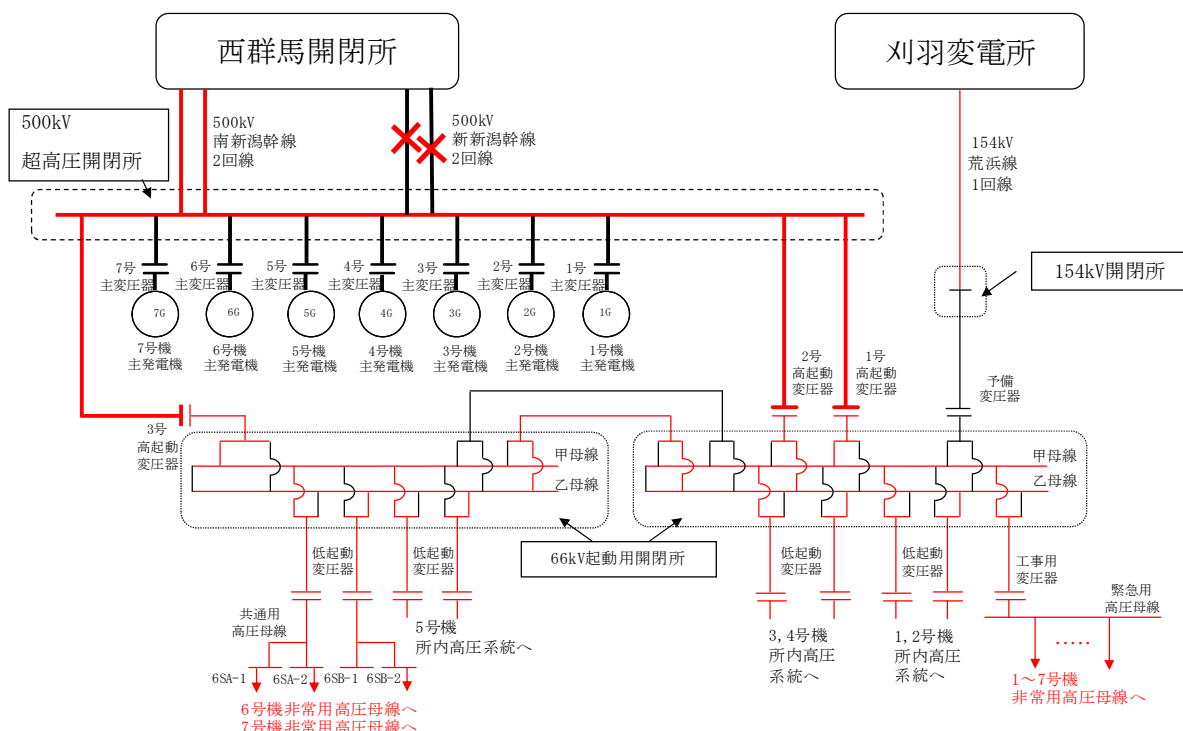 西群馬開閉所
刈羽変電所
500kV
超高圧開閉所
500kV
南新潟幹線
2回線
500kV
新新潟幹線
2回線
154kV
荒浜線
1回線
154kV開閉所
7号
主変圧器
6号
主変圧器
5号
主変圧器
4号
主変圧器
3号
主変圧器
2号
主変圧器
1号
主変圧器
7G
6G
5G
4G
3G
2G
1G
7号機
主発電機
6号機
主発電機
5号機
主発電機
4号機
主発電機
3号機
主発電機
2号機
主発電機
1号機
主発電機
2号
高起動
変圧器
1号
高起動
変圧器
予備
変圧器
3号
高起動
変圧器
甲母線
乙母線
甲母線
乙母線
66kV起動用開閉所
低起動
変圧器
低起動
変圧器
低起動
変圧器
低起動
変圧器
工事用
変圧器
緊急用
高圧母線
共通用
高圧母線
5号機
所内高圧系統へ
3,4号機
所内高圧
系統へ
1,2号機
所内高圧
系統へ
.....
1～7号機
非常用高圧母線へ
6SA-1
6SA-2
6SB-1
6SB-2
6号機非常用高圧母線へ
7号機非常用高圧母線へ